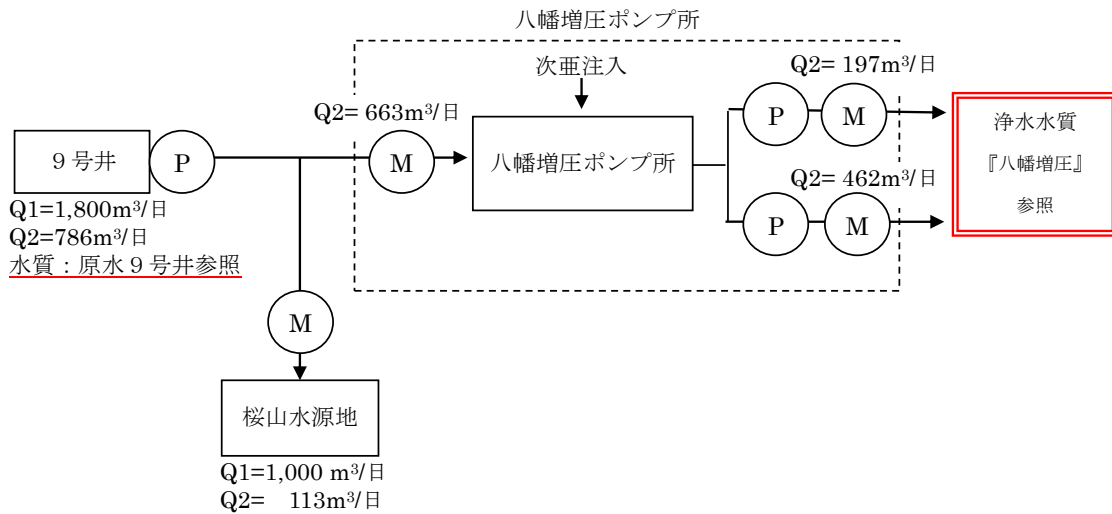 八幡増圧ポンプ所
次亜注入
Q2= 197m³/日
Q2= 663m³/日
P
M
浄水水質
『八幡増圧』
参照
9号井
P
M
八幡増圧ポンプ所
Q2= 462m³/日
P
M
Q1=1,800m³/日
Q2=786m³/日
水質：原水9号井参照
M
桜山水源地
Q1=1,000 m³/日
Q2= 113m³/日